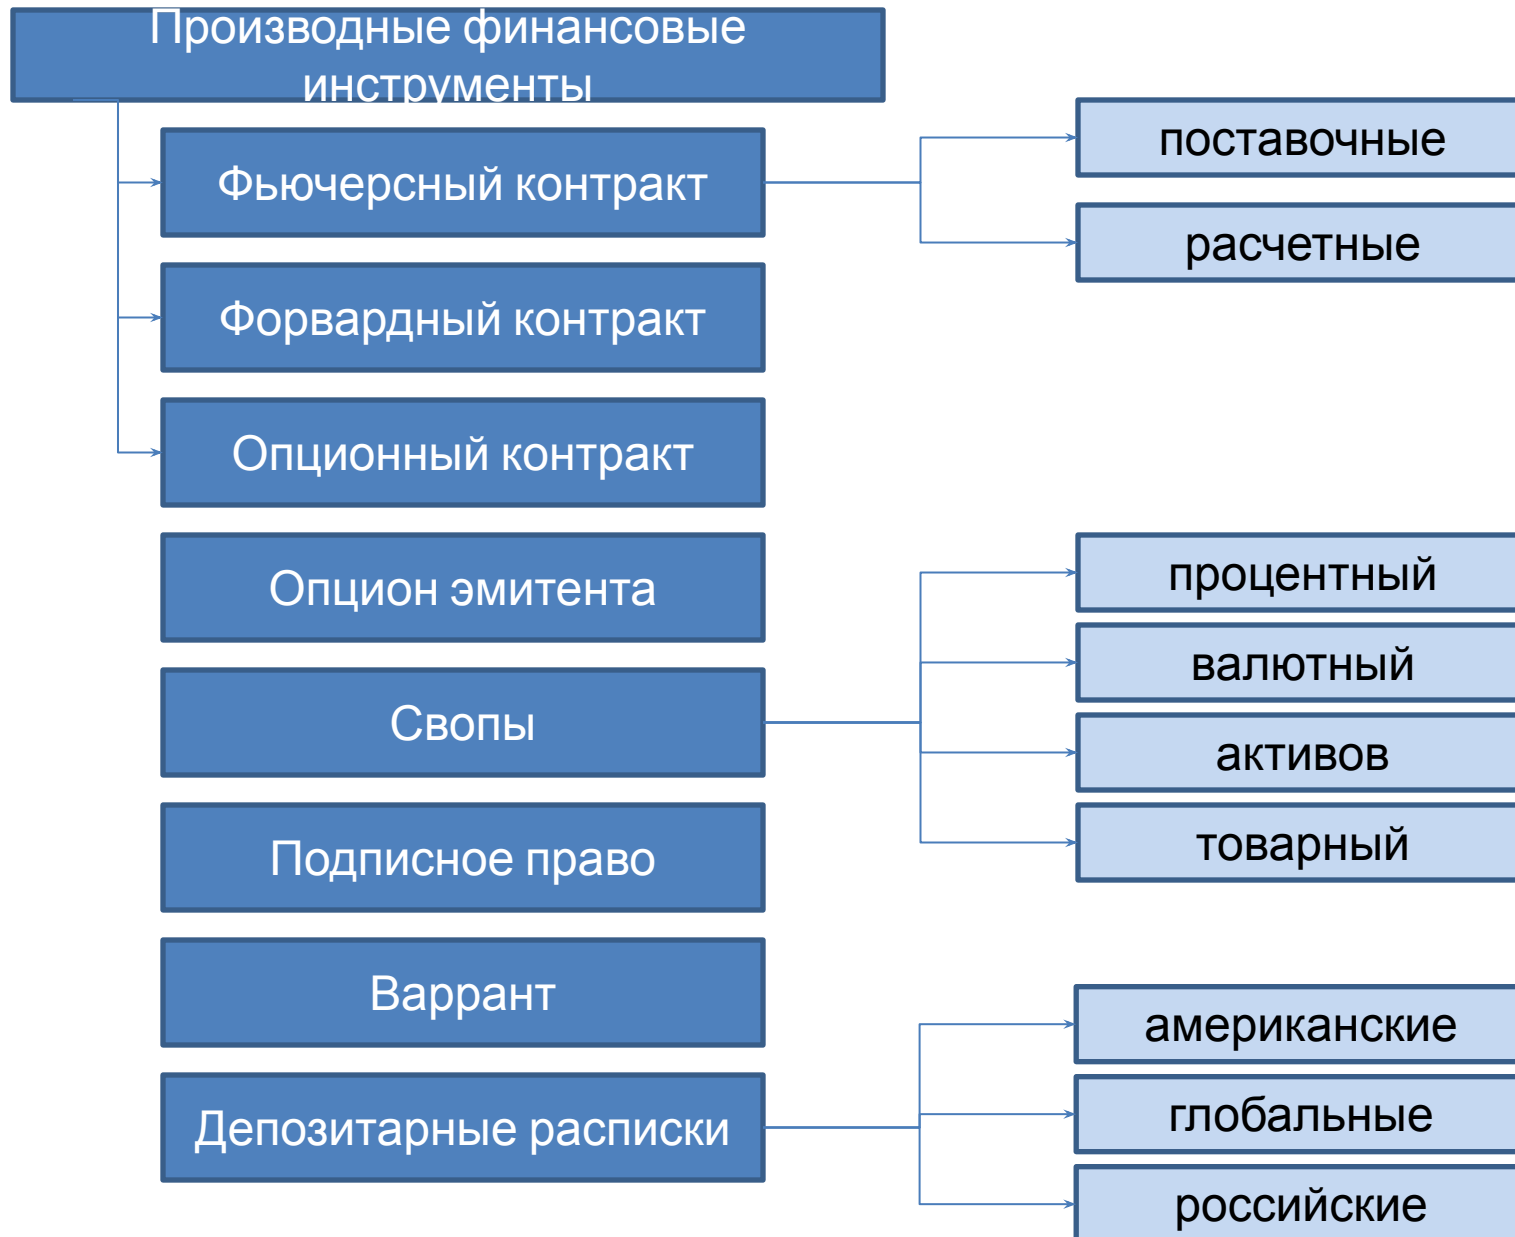 Производные финансовые
инструменты
Фьючерсный контракт
поставочные
расчетные
Форвардный контракт
Опционный контракт
Опцион эмитента
Свопы
процентный
валютный
активов
товарный
Подписное право
Варрант
Депозитарные расписки
американские
глобальные
российские